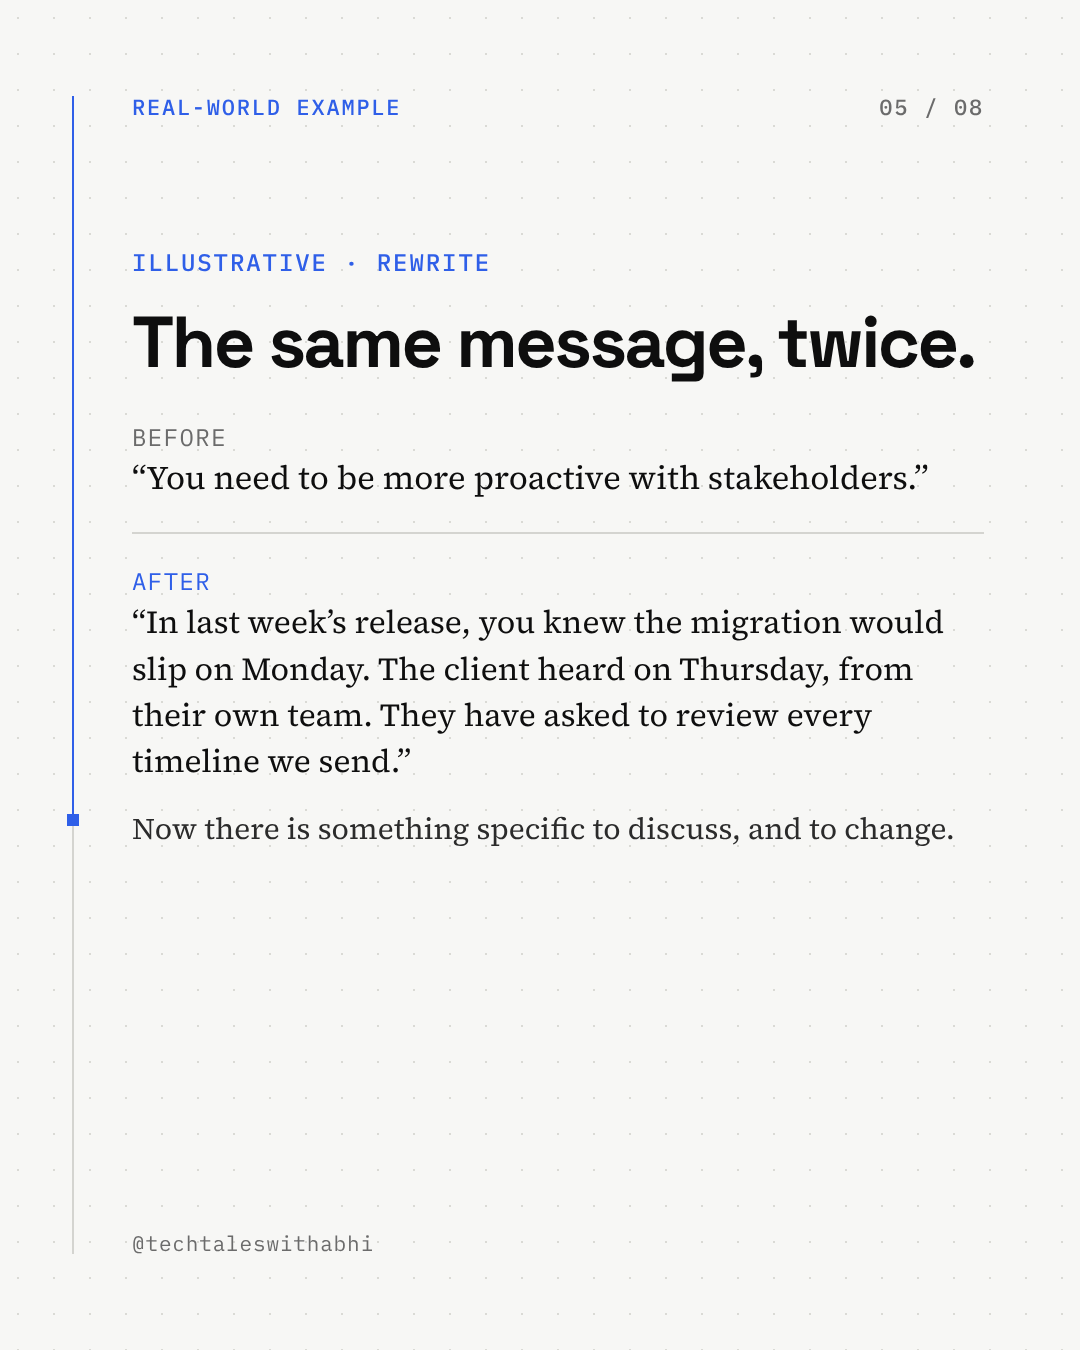 REAL-WORLD EXAMPLE
05 / 08
ILLUSTRATIVE · REWRITE
The same message, twice.
BEFORE
“You need to be more proactive with stakeholders.”
AFTER
“In last week’s release, you knew the migration would
slip on Monday. The client heard on Thursday, from
their own team. They have asked to review every
timeline we send.”
Now there is something specific to discuss, and to change.
@techtaleswithabhi